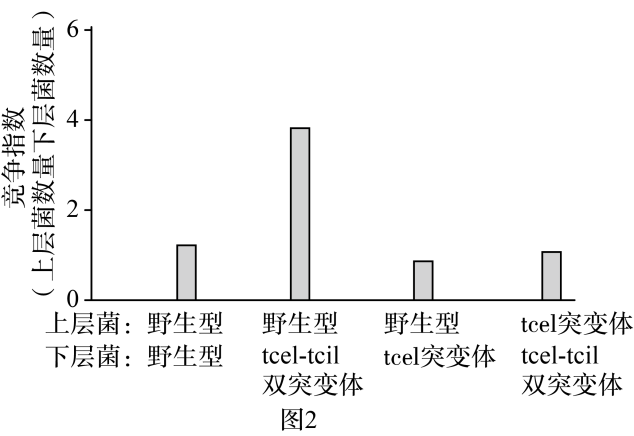 竞争指数
（上层菌数量下层菌数量）
6
4
2
0
上层菌：野生型 野生型 野生型 tcel突变体
下层菌：野生型 tcel-tcil tcel突变体 tcel-tcil
双突变体 双突变体
图2